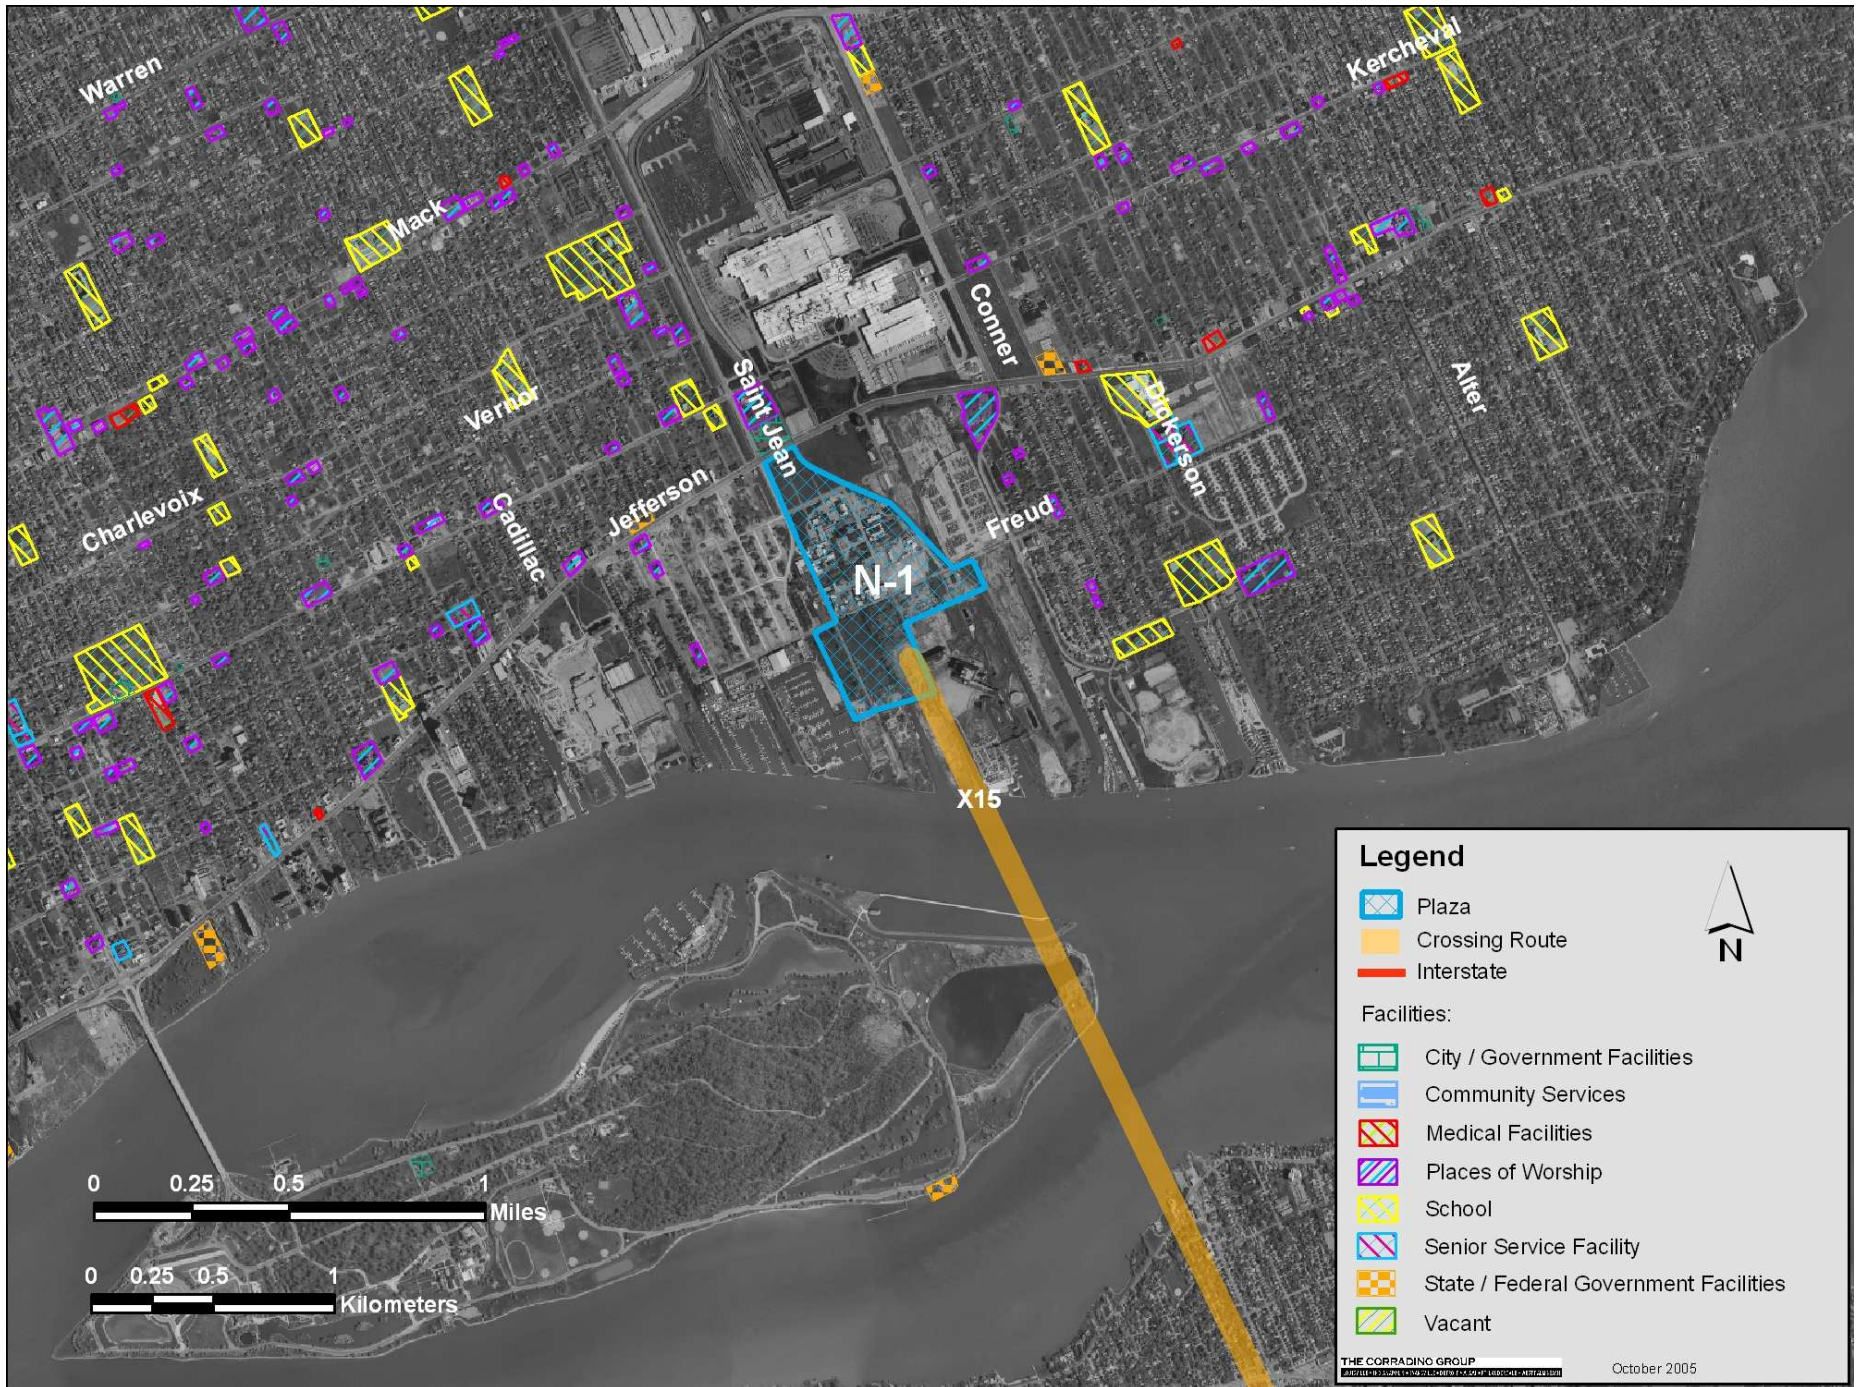 Warren
Kercheval
Mack
Conner
Saint Jean
Alter
Vernor
Dickerson
Charlevoix
Cadillac
Jefferson
Freud
N-1
X15
Legend
Plaza
Crossing Route
Interstate
N
Facilities:
City / Government Facilities
Community Services
Medical Facilities
Places of Worship
School
Senior Service Facility
State / Federal Government Facilities
Vacant
THE CORRADINO GROUP
October 2005
0 0.25 0.5 1
Miles
0 0.25 0.5 1
Kilometers